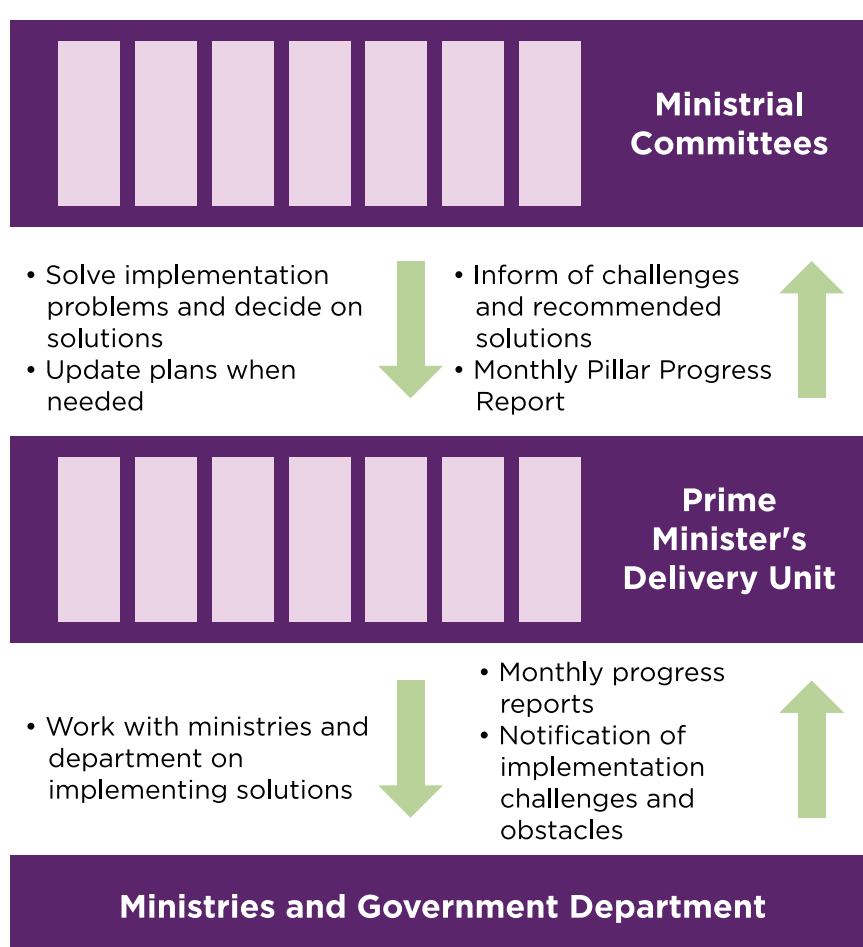 Ministrial
Committees
• Solve implementation
problems and decide on
solutions
• Update plans when
needed
• Inform of challenges
and recommended
solutions
• Monthly Pillar Progress
Report
Prime
Minister's
Delivery Unit
• Work with ministries and
department on
implementing solutions
• Monthly progress
reports
• Notification of
implementation
challenges and
obstacles
Ministries and Government Department